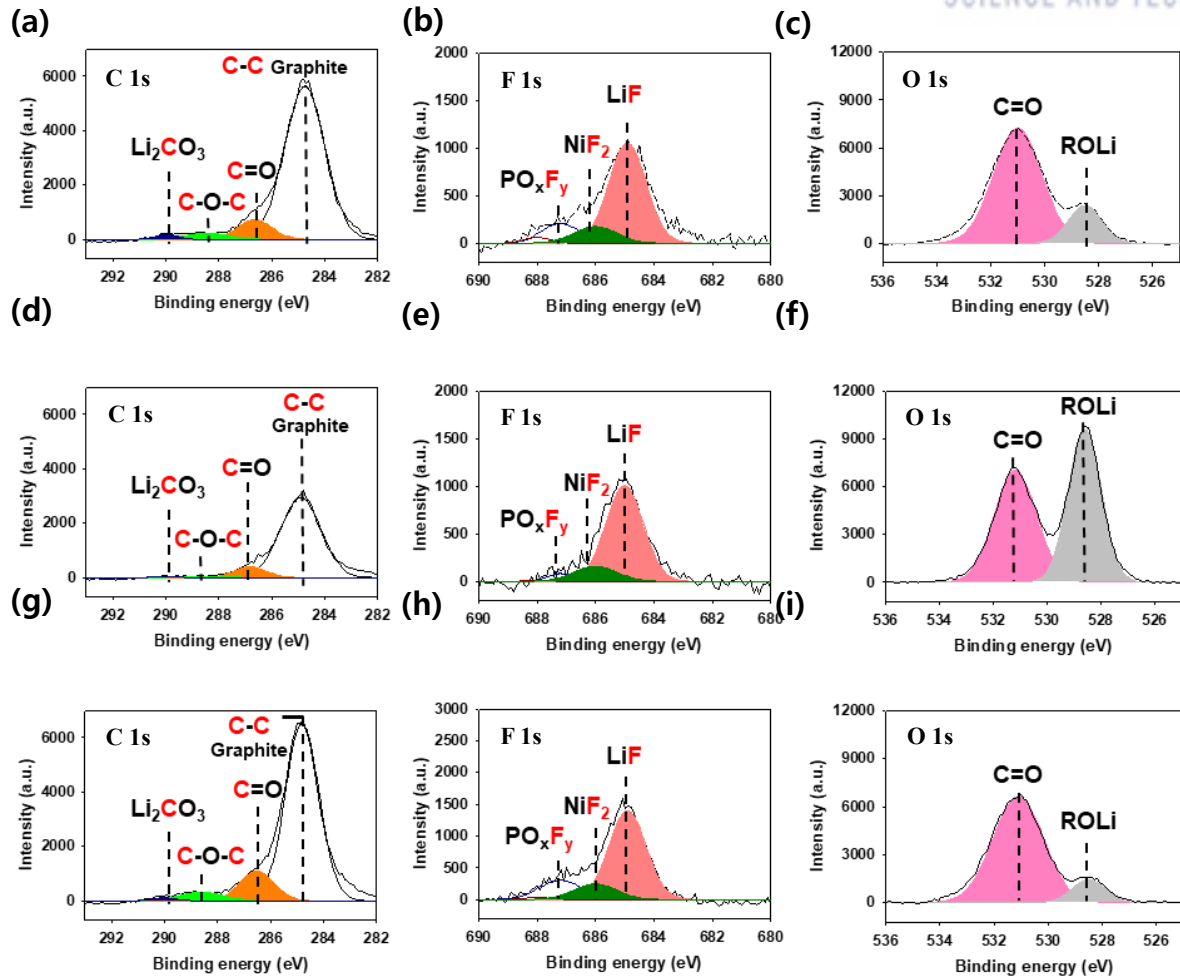 SCIENCE AND TEC
(a)
(b)
(c)
C 1s
C-C Graphite
Li₂CO₃
C=O
C-O-C
Intensity (a.u.)
6000
4000
2000
0
292 290 288 286 284 282
Binding energy (eV)
F 1s
LiF
NiF₂
POₓFᵧ
Intensity (a.u.)
2000
1500
1000
500
0
690 688 686 684 682 680
Binding energy (eV)
O 1s
C=O
ROLi
Intensity (a.u.)
12000
9000
6000
3000
0
536 534 532 530 528 526
Binding energy (eV)
(d)
(e)
(f)
C 1s
C-C
Graphite
C=O
Li₂CO₃
C-O-C
Intensity (a.u.)
6000
4000
2000
0
292 290 288 286 284 282
Binding energy (eV)
F 1s
LiF
NiF₂
POₓFᵧ
Intensity (a.u.)
2000
1500
1000
500
0
690 688 686 684 682 680
Binding energy (eV)
O 1s
ROLi
C=O
Intensity (a.u.)
12000
9000
6000
3000
0
536 534 532 530 528 526
Binding energy (eV)
(g)
(h)
(i)
C 1s
C-C
Graphite
C=O
Li₂CO₃
C-O-C
Intensity (a.u.)
6000
4000
2000
0
292 290 288 286 284 282
Binding energy (eV)
F 1s
LiF
NiF₂
POₓFᵧ
Intensity (a.u.)
3000
2500
2000
1500
1000
500
0
690 688 686 684 682 680
Binding energy (eV)
O 1s
C=O
ROLi
Intensity (a.u.)
12000
9000
6000
3000
0
536 534 532 530 528 526
Binding energy (eV)